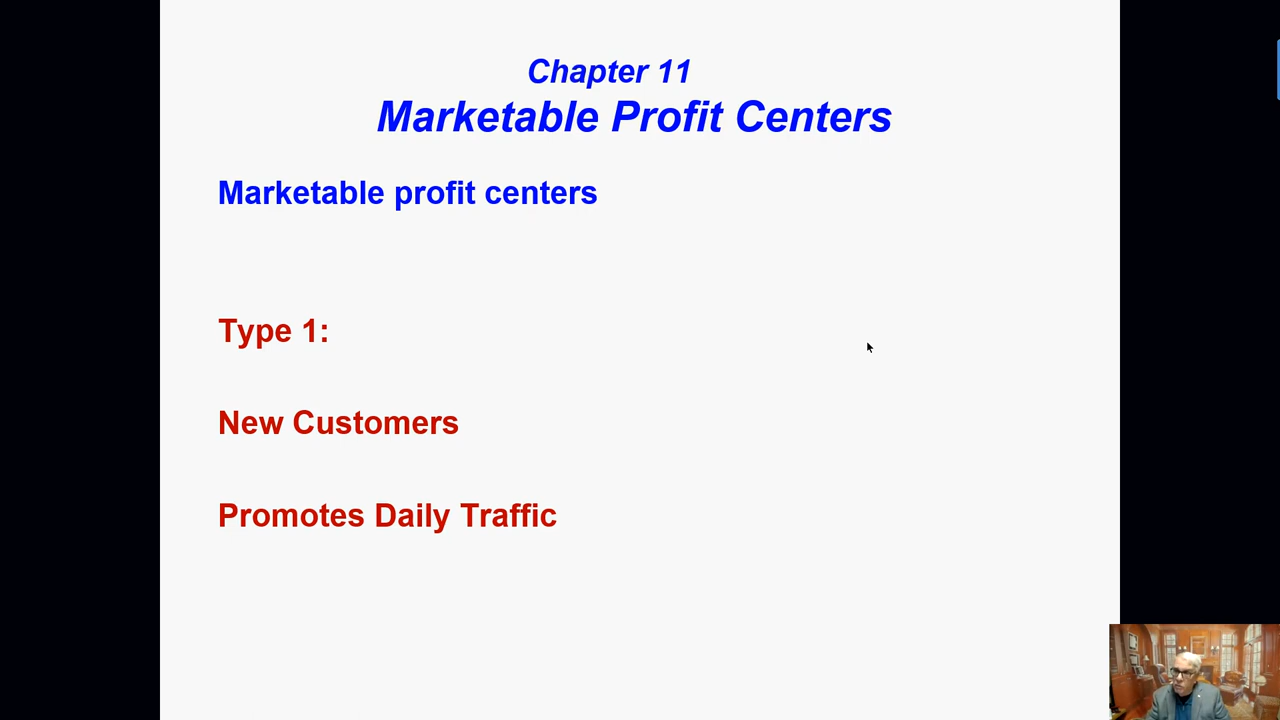 Chapter 11
Marketable Profit Centers
Marketable profit centers
Type 1:
New Customers
Promotes Daily Traffic